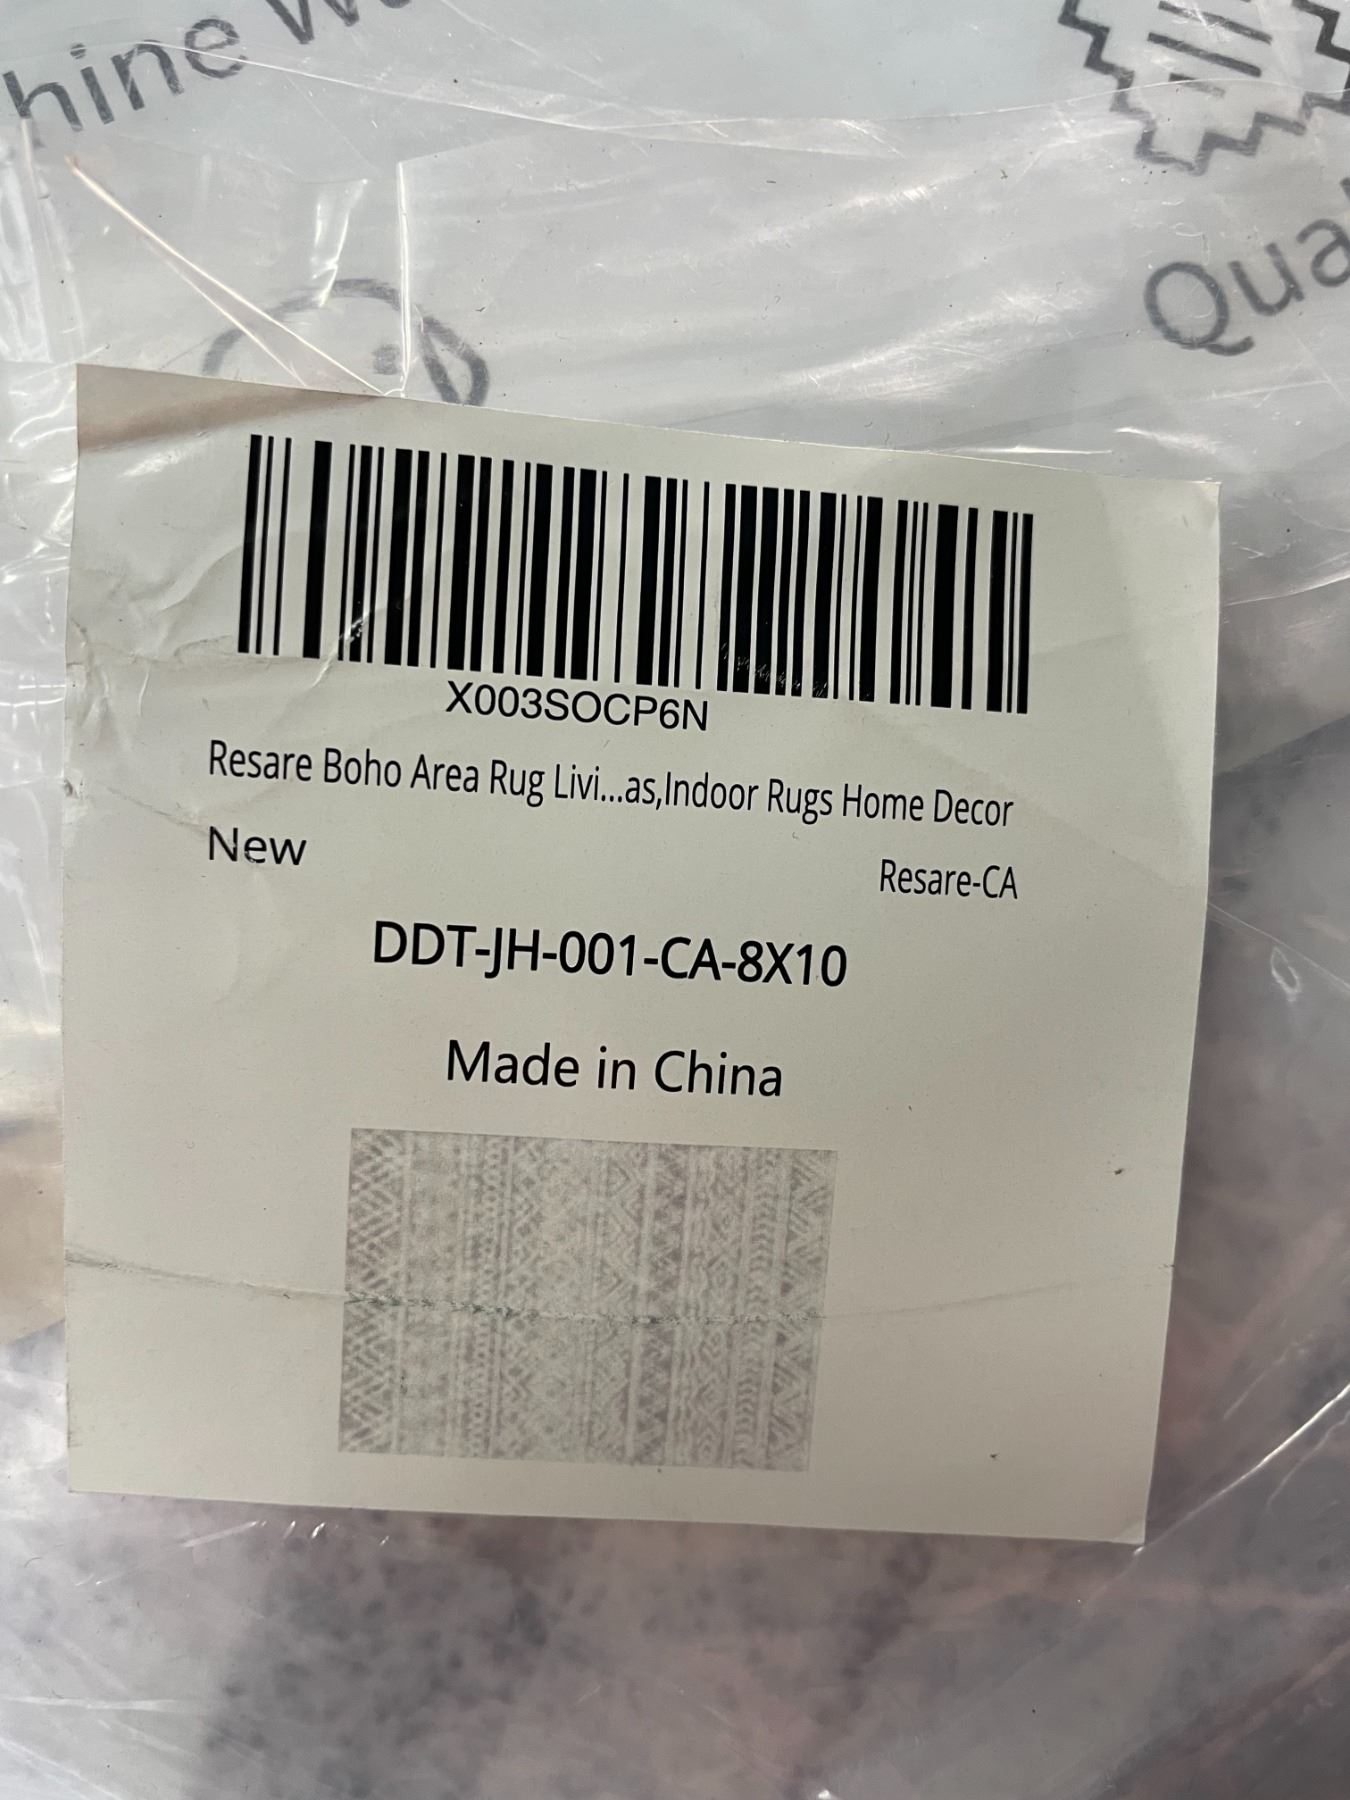 hine W
Qua
X003SOCP6N
Resare Boho Area Rug Livi...as,Indoor Rugs Home Decor
New
Resare-CA
DDT-JH-001-CA-8X10
Made in China